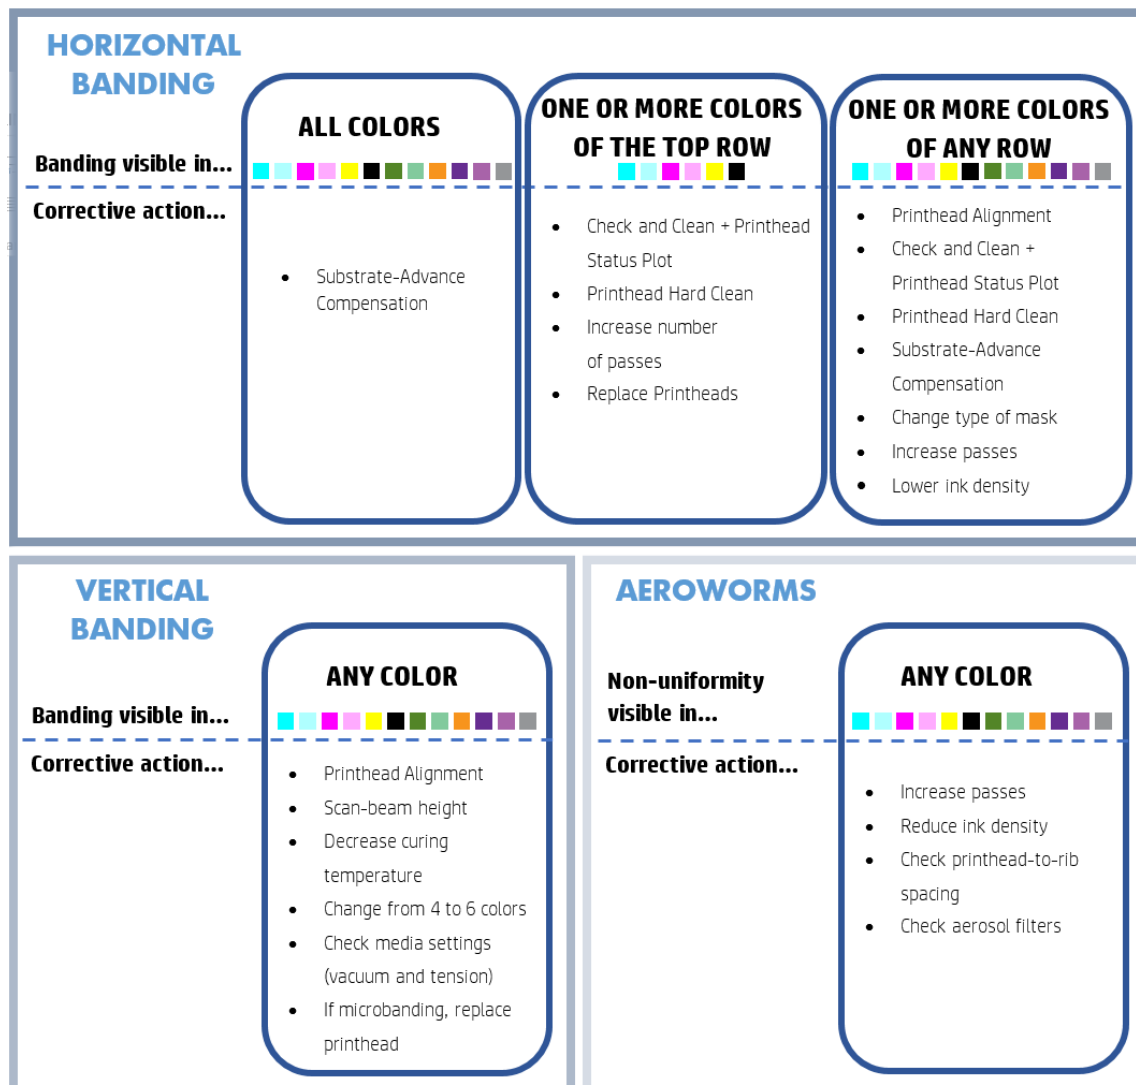 HORIZONTAL
BANDING
Banding visible in...
Corrective action...
ALL COLORS
• Substrate-Advance
Compensation
ONE OR MORE COLORS
OF THE TOP ROW
• Check and Clean + Printhead
Status Plot
• Printhead Hard Clean
• Increase number
of passes
• Replace Printheads
ONE OR MORE COLORS
OF ANY ROW
• Printhead Alignment
• Check and Clean +
Printhead Status Plot
• Printhead Hard Clean
• Substrate-Advance
Compensation
• Change type of mask
• Increase passes
• Lower ink density
VERTICAL
BANDING
Banding visible in...
Corrective action...
ANY COLOR
• Printhead Alignment
• Scan-beam height
• Decrease curing
temperature
• Change from 4 to 6 colors
• Check media settings
(vacuum and tension)
• If microbanding, replace
printhead
AEROWORMS
Non-uniformity
visible in...
Corrective action...
ANY COLOR
• Increase passes
• Reduce ink density
• Check printhead-to-rib
spacing
• Check aerosol filters